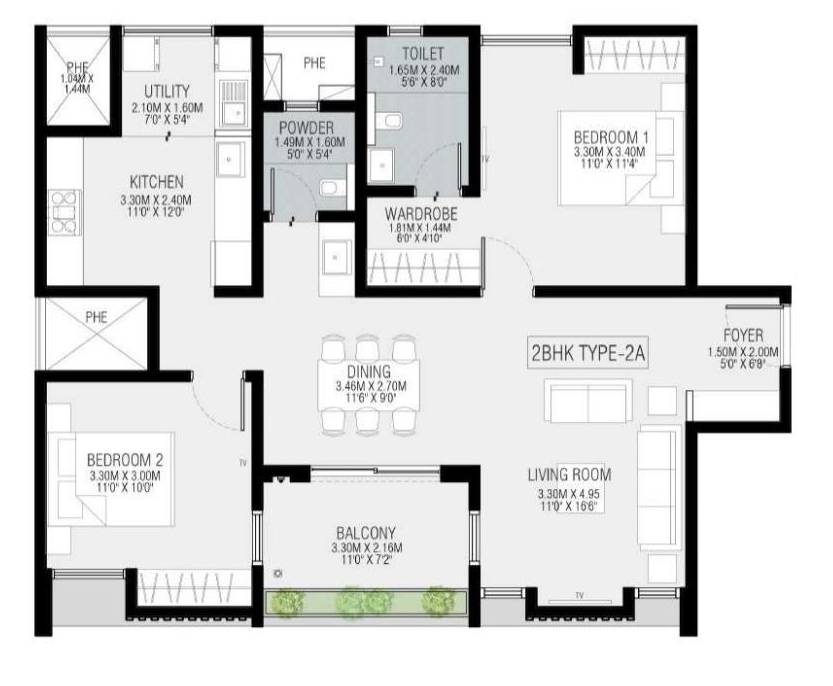 PHE
1.04M X
1.44M
UTILITY
2.10M X 1.60M
7'0" X 5'4"
PHE
TOILET
1.65M X 2.40M
5'6" X 8'0"
POWDER
1.49M X 1.60M
5'0" X 5'4"
BEDROOM 1
3.30M X 3.40M
11'0" X 11'4"
TV
KITCHEN
3.30M X 2.40M
11'0" X 12'0"
WARDROBE
1.81M X 1.44M
6'0" X 4'10"
PHE
2BHK TYPE-2A
FOYER
1.50M X 2.00M
5'0" X 6'8"
DINING
3.46M X 2.70M
11'6" X 9'0"
BEDROOM 2
3.30M X 3.00M
11'0" X 10'0"
TV
LIVING ROOM
3.30M X 4.95
11'0" X 16'6"
BALCONY
3.30M X 2.16M
11'0" X 7'2"
TV